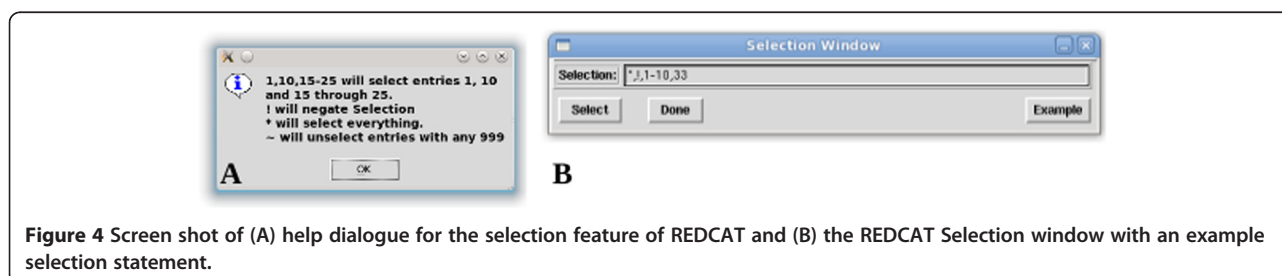 1,10,15-25 will select entries 1, 10
and 15 through 25.
! will negate Selection
* will select everything.
~ will unselect entries with any 999
OK
A
Selection Window
Selection: *,!,1-10,33
Select Done Example
B
Figure 4 Screen shot of (A) help dialogue for the selection feature of REDCAT and (B) the REDCAT Selection window with an example
selection statement.